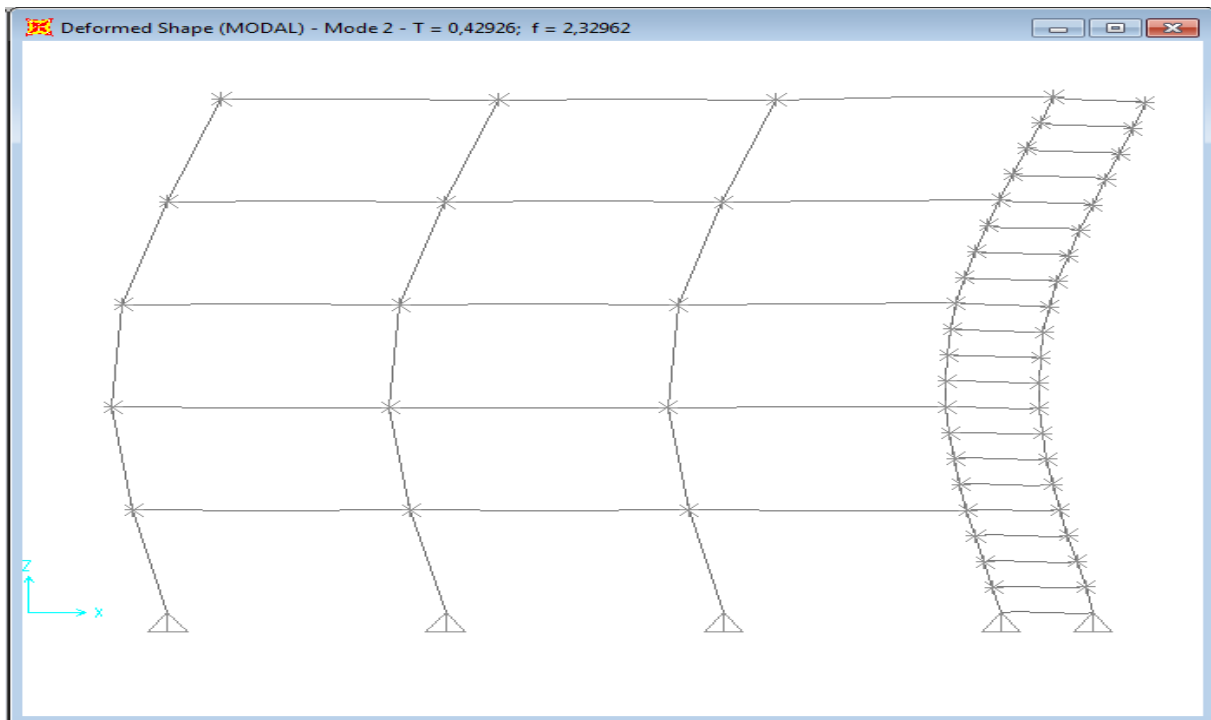 Deformed Shape (MODAL) - Mode 2 - T = 0,42926;  f = 2,32962
Z
X